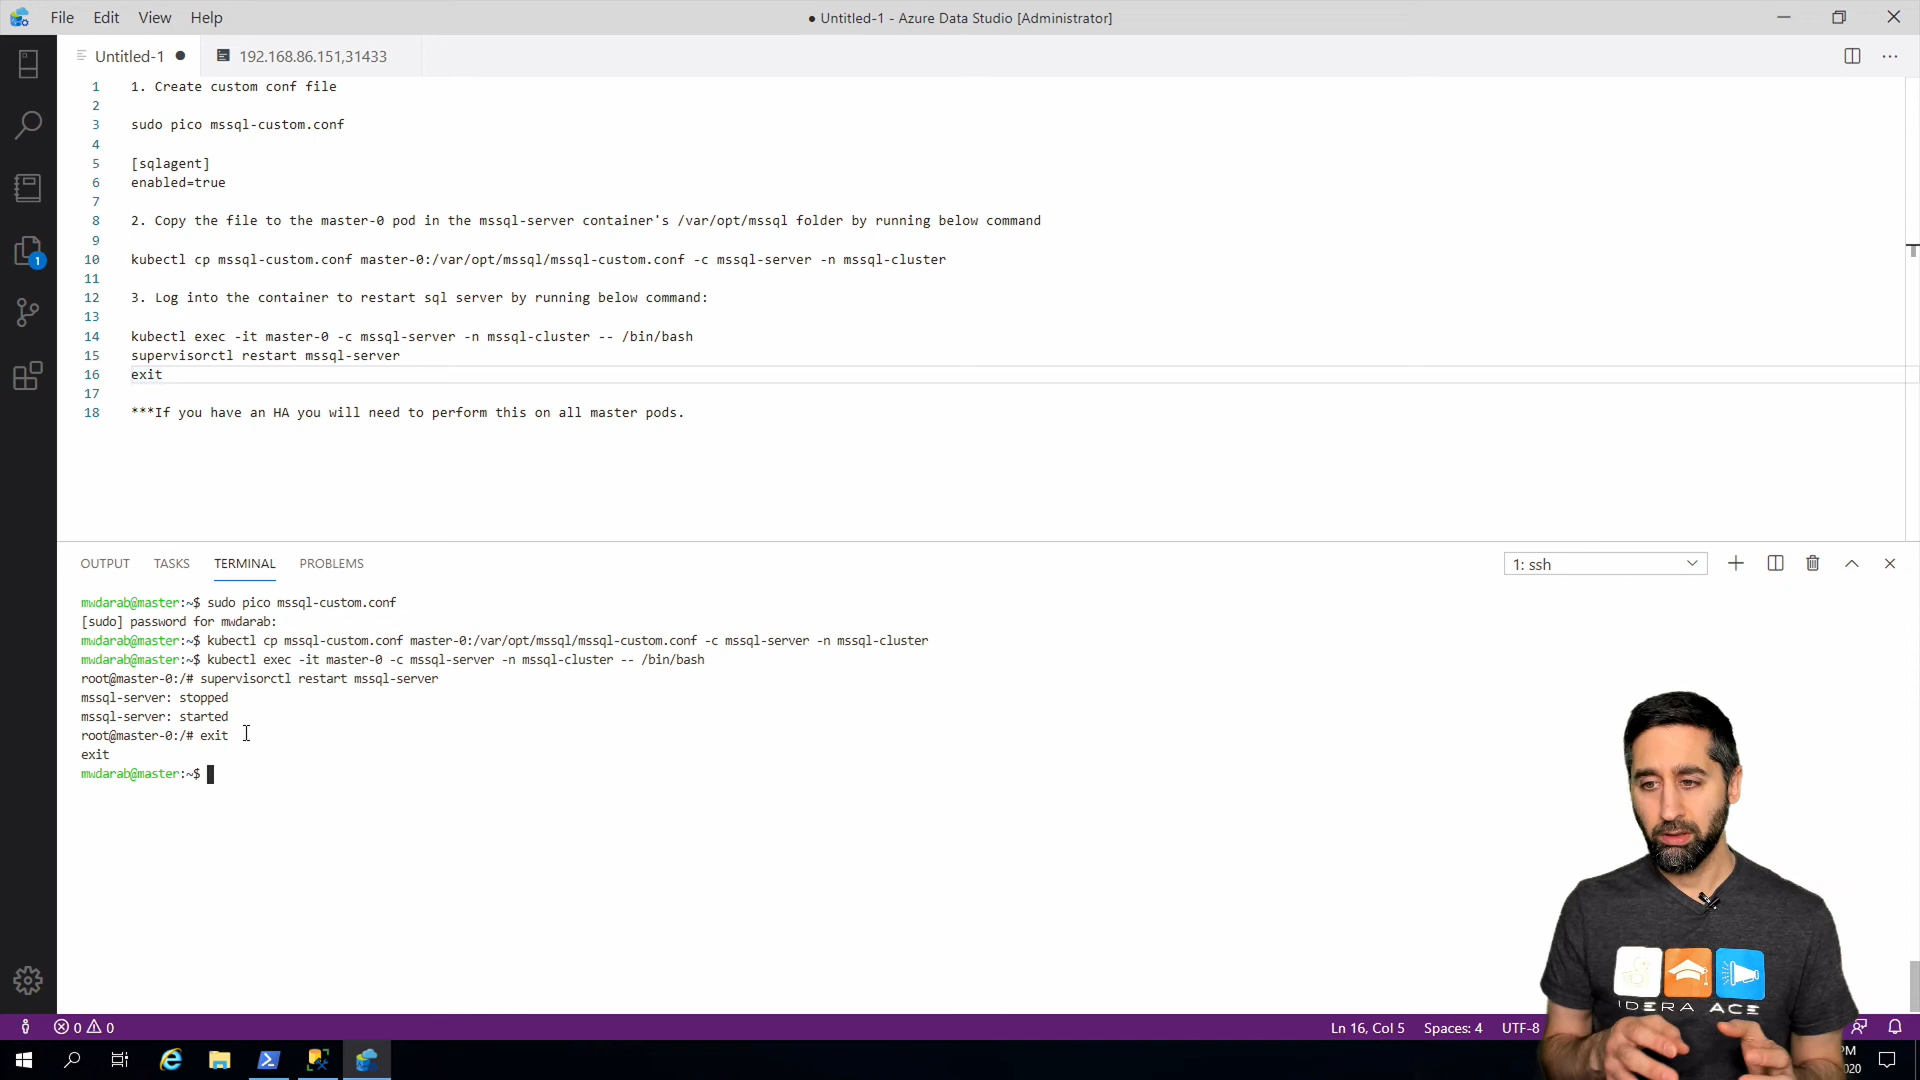 File Edit View Help
● Untitled-1 - Azure Data Studio [Administrator]
Untitled-1 ●
192.168.86.151,31433
1 1. Create custom conf file
2
3 sudo pico mssql-custom.conf
4
5 [sqlagent]
6 enabled=true
7
8 2. Copy the file to the master-0 pod in the mssql-server container's /var/opt/mssql folder by running below command
9
10 kubectl cp mssql-custom.conf master-0:/var/opt/mssql/mssql-custom.conf -c mssql-server -n mssql-cluster
11
12 3. Log into the container to restart sql server by running below command:
13
14 kubectl exec -it master-0 -c mssql-server -n mssql-cluster -- /bin/bash
15 supervisorctl restart mssql-server
16 exit
17
18 ***If you have an HA you will need to perform this on all master pods.
1
OUTPUT TASKS TERMINAL PROBLEMS
1: ssh
mwdarab@master:~$ sudo pico mssql-custom.conf
[sudo] password for mwdarab:
mwdarab@master:~$ kubectl cp mssql-custom.conf master-0:/var/opt/mssql/mssql-custom.conf -c mssql-server -n mssql-cluster
mwdarab@master:~$ kubectl exec -it master-0 -c mssql-server -n mssql-cluster -- /bin/bash
root@master-0:/# supervisorctl restart mssql-server
mssql-server: stopped
mssql-server: started
root@master-0:/# exit
exit
mwdarab@master:~$
IDERA ACE
0 0
Ln 16, Col 5 Spaces: 4 UTF-8
PM
020